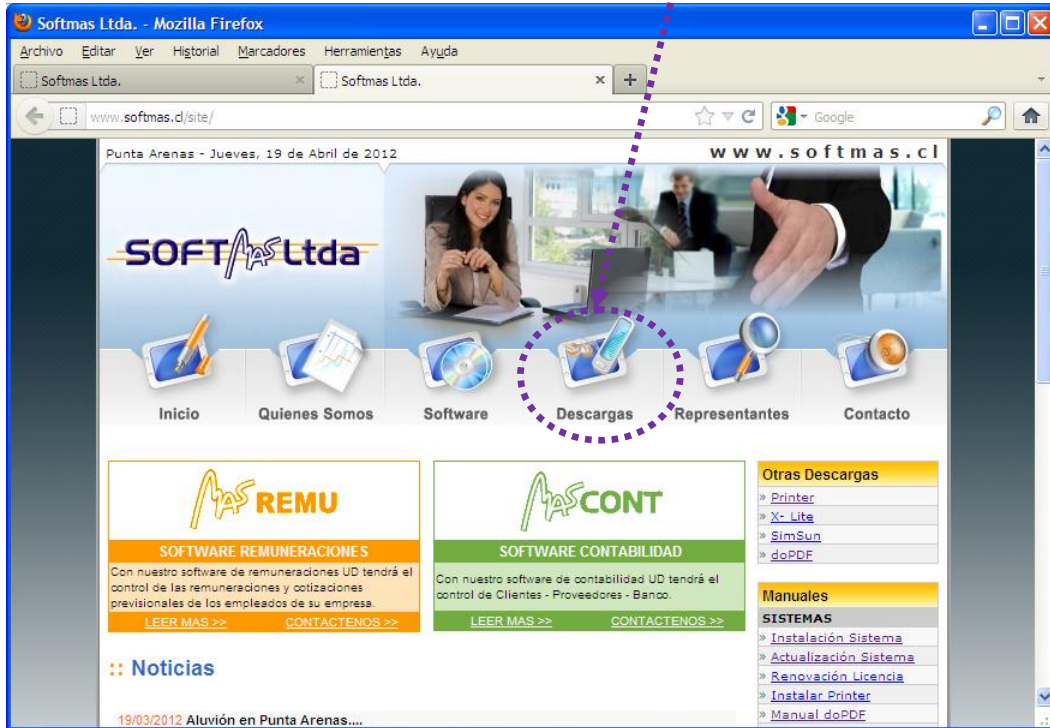 Softmas Ltda. - Mozilla Firefox
Archivo Editar Ver Historial Marcadores Herramientas Ayuda
Softmas Ltda.
Softmas Ltda.
www.softmas.cl/site/
Google
Punta Arenas - Jueves, 19 de Abril de 2012
www.softmas.cl
SOFT Mas Ltda
Inicio
Quienes Somos
Software
Descargas
Representantes
Contacto
Mas REMU
SOFTWARE REMUNERACIONES
Con nuestro software de remuneraciones UD tendrá el
control de las remuneraciones y cotizaciones
previsionales de los empleados de su empresa.
LEER MAS >> CONTACTENOS >>
Mas CONT
SOFTWARE CONTABILIDAD
Con nuestro software de contabilidad UD tendrá el
control de Clientes - Proveedores - Banco.
LEER MAS >> CONTACTENOS >>
:: Noticias
19/03/2012 Aluvión en Punta Arenas....
Otras Descargas
» Printer
» X- Lite
» SimSun
» doPDF
Manuales
SISTEMAS
» Instalación Sistema
» Actualización Sistema
» Renovación Licencia
» Instalar Printer
» Manual doPDF